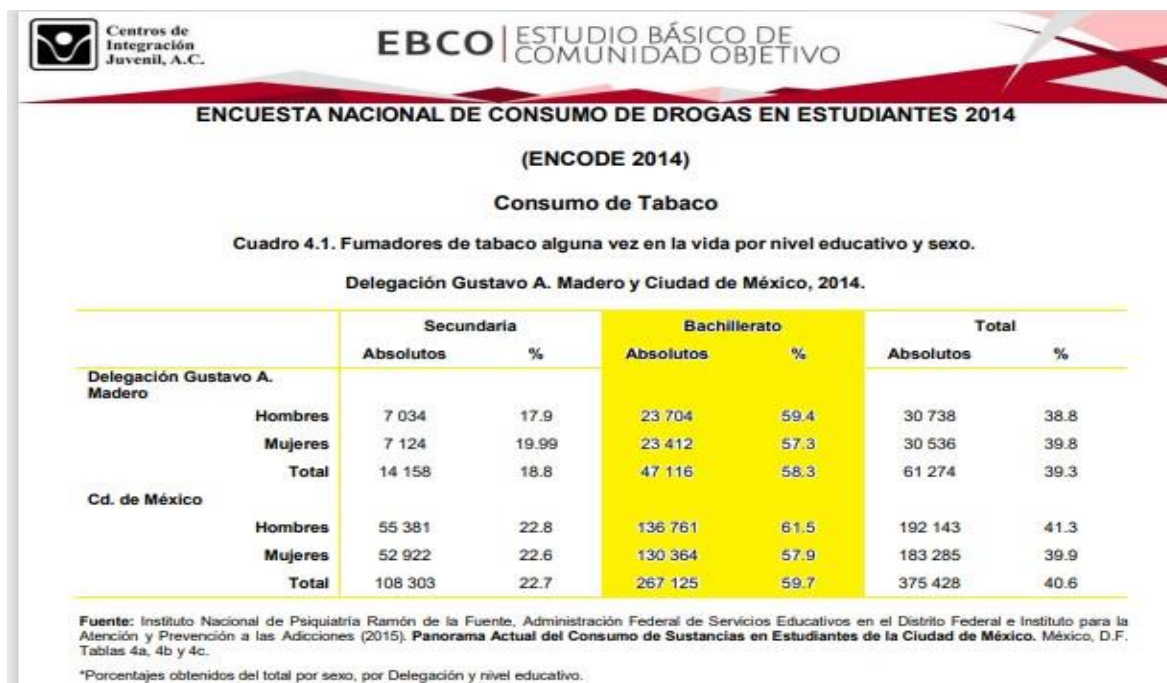 Centros de
Integración
Juvenil, A.C.
EBCO ESTUDIO BÁSICO DE
COMUNIDAD OBJETIVO
ENCUESTA NACIONAL DE CONSUMO DE DROGAS EN ESTUDIANTES 2014
(ENCODE 2014)
Consumo de Tabaco
Cuadro 4.1. Fumadores de tabaco alguna vez en la vida por nivel educativo y sexo.
Delegación Gustavo A. Madero y Ciudad de México, 2014.
Secundaria Bachillerato Total
Absolutos % Absolutos % Absolutos %
Delegación Gustavo A.
Madero
Hombres 7 034 17.9 23 704 59.4 30 738 38.8
Mujeres 7 124 19.99 23 412 57.3 30 536 39.8
Total 14 158 18.8 47 116 58.3 61 274 39.3
Cd. de México
Hombres 55 381 22.8 136 761 61.5 192 143 41.3
Mujeres 52 922 22.6 130 364 57.9 183 285 39.9
Total 108 303 22.7 267 125 59.7 375 428 40.6
Fuente: Instituto Nacional de Psiquiatría Ramón de la Fuente, Administración Federal de Servicios Educativos en el Distrito Federal e Instituto para la
Atención y Prevención a las Adicciones (2015). Panorama Actual del Consumo de Sustancias en Estudiantes de la Ciudad de México. México, D.F.
Tablas 4a, 4b y 4c.
*Porcentajes obtenidos del total por sexo, por Delegación y nivel educativo.